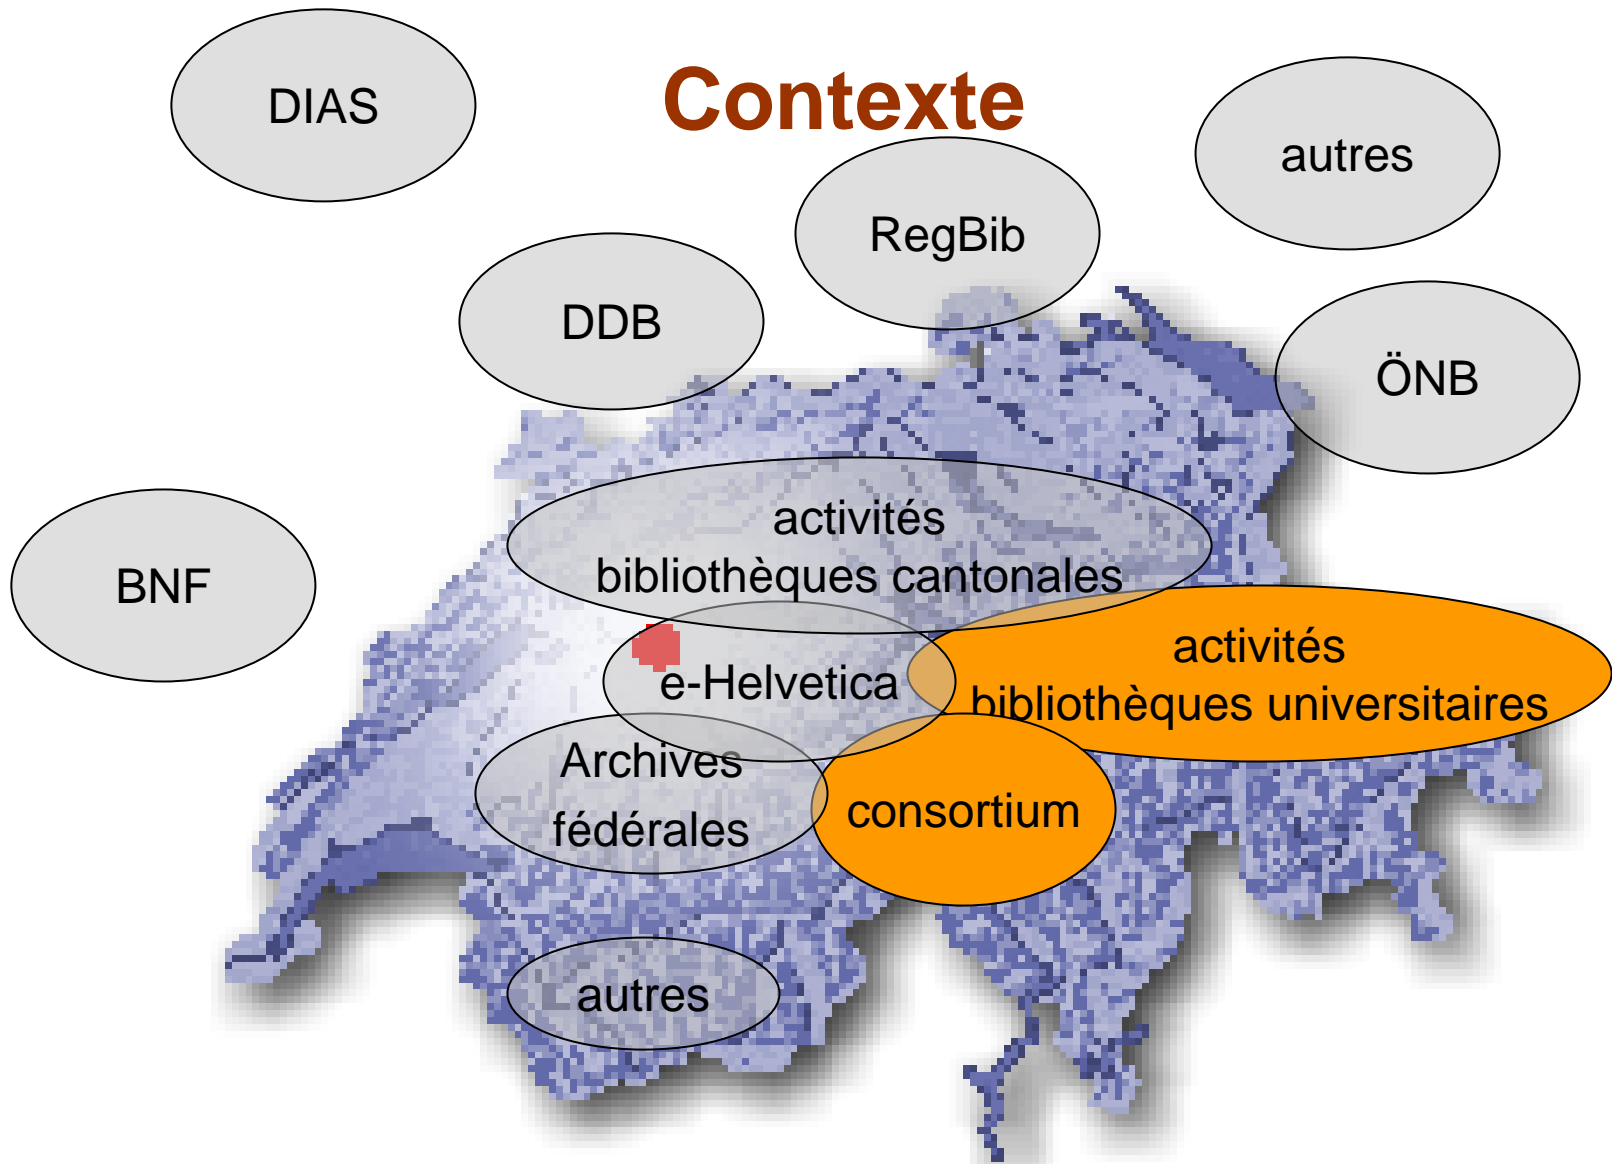 Contexte
DIAS
autres
RegBib
DDB
ÖNB
activités
bibliothèques cantonales
BNF
activités
bibliothèques universitaires
e-Helvetica
Archives
fédérales
consortium
autres